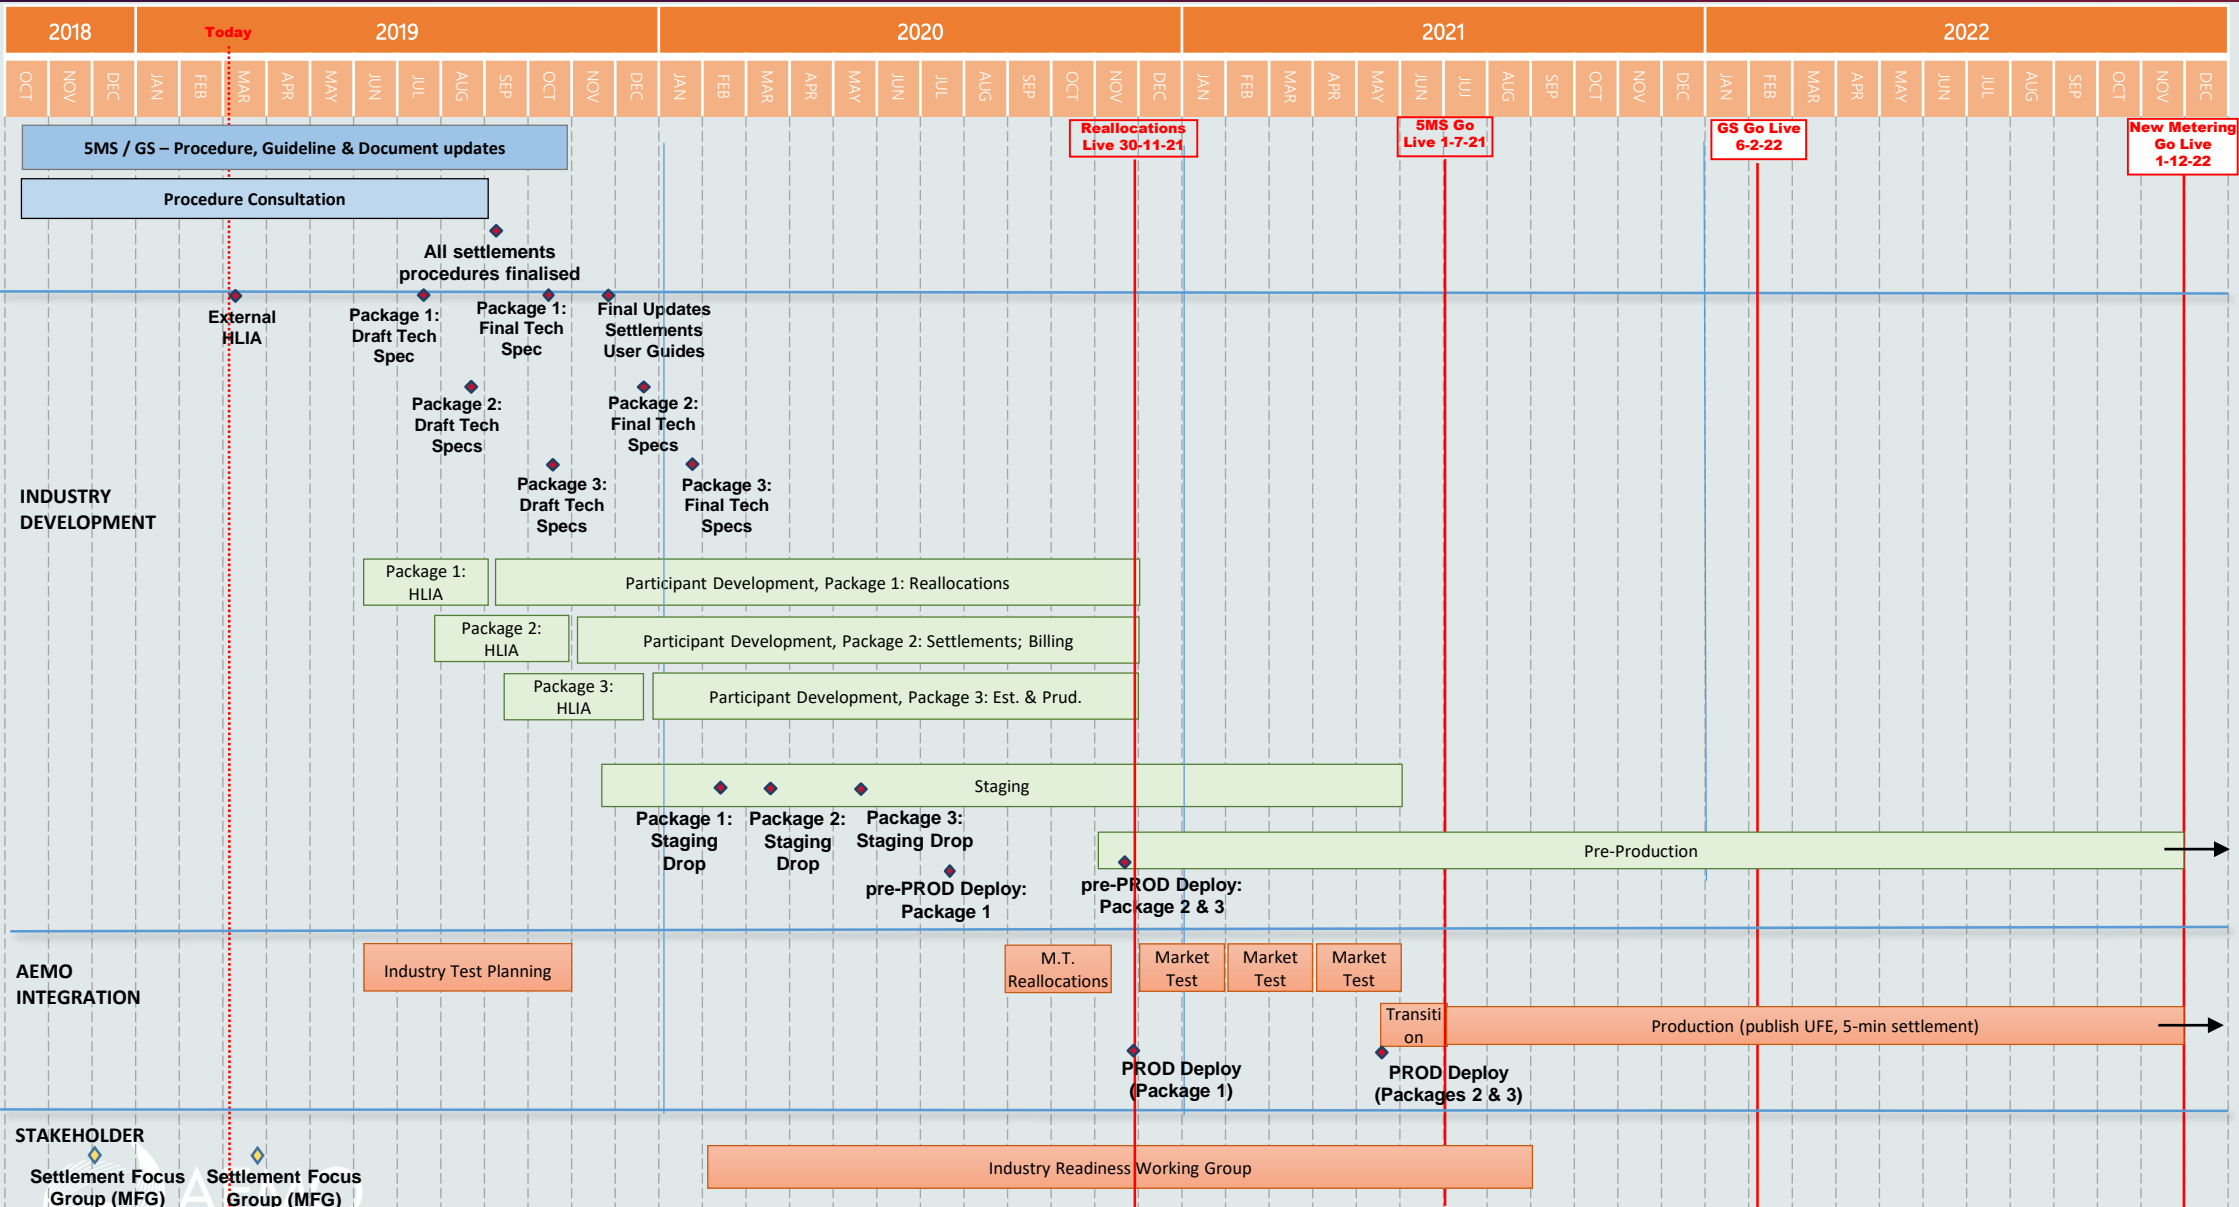 2018
Today
2019
2020
2021
2022
OCT NOV DEC JAN FEB MAR APR MAY JUN JUL AUG SEP OCT NOV DEC JAN FEB MAR APR MAY JUN JUL AUG SEP OCT NOV DEC JAN FEB MAR APR MAY JUN JUJ AUG SEP OCT NOV DEC JAN FEB MAR APR MAY JUN JUL AUG SEP OCT NOV DEC
Reallocations
Live 30-11-21
5MS Go
Live 1-7-21
GS Go Live
6-2-22
New Metering
Go Live
1-12-22
5MS / GS – Procedure, Guideline & Document updates
Procedure Consultation
All settlements
procedures finalised
External
HLIA
Package 1:
Draft Tech
Spec
Package 1:
Final Tech
Spec
Final Updates
Settlements
User Guides
Package 2:
Draft Tech
Specs
Package 2:
Final Tech
Specs
Package 3:
Draft Tech
Specs
Package 3:
Final Tech
Specs
INDUSTRY
DEVELOPMENT
Package 1:
HLIA
Participant Development, Package 1: Reallocations
Package 2:
HLIA
Participant Development, Package 2: Settlements; Billing
Package 3:
HLIA
Participant Development, Package 3: Est. & Prud.
Staging
Package 1:
Staging
Drop
Package 2:
Staging
Drop
Package 3:
Staging Drop
Pre-Production
pre-PROD Deploy:
Package 1
pre-PROD Deploy:
Package 2 & 3
AEMO
INTEGRATION
Industry Test Planning
M.T.
Reallocations
Market
Test
Market
Test
Market
Test
Transiti
on
Production (publish UFE, 5-min settlement)
PROD Deploy
(Package 1)
PROD Deploy
(Packages 2 & 3)
STAKEHOLDER
Settlement Focus
Group (MFG)
Settlement Focus
Group (MFG)
AEMO
Industry Readiness Working Group